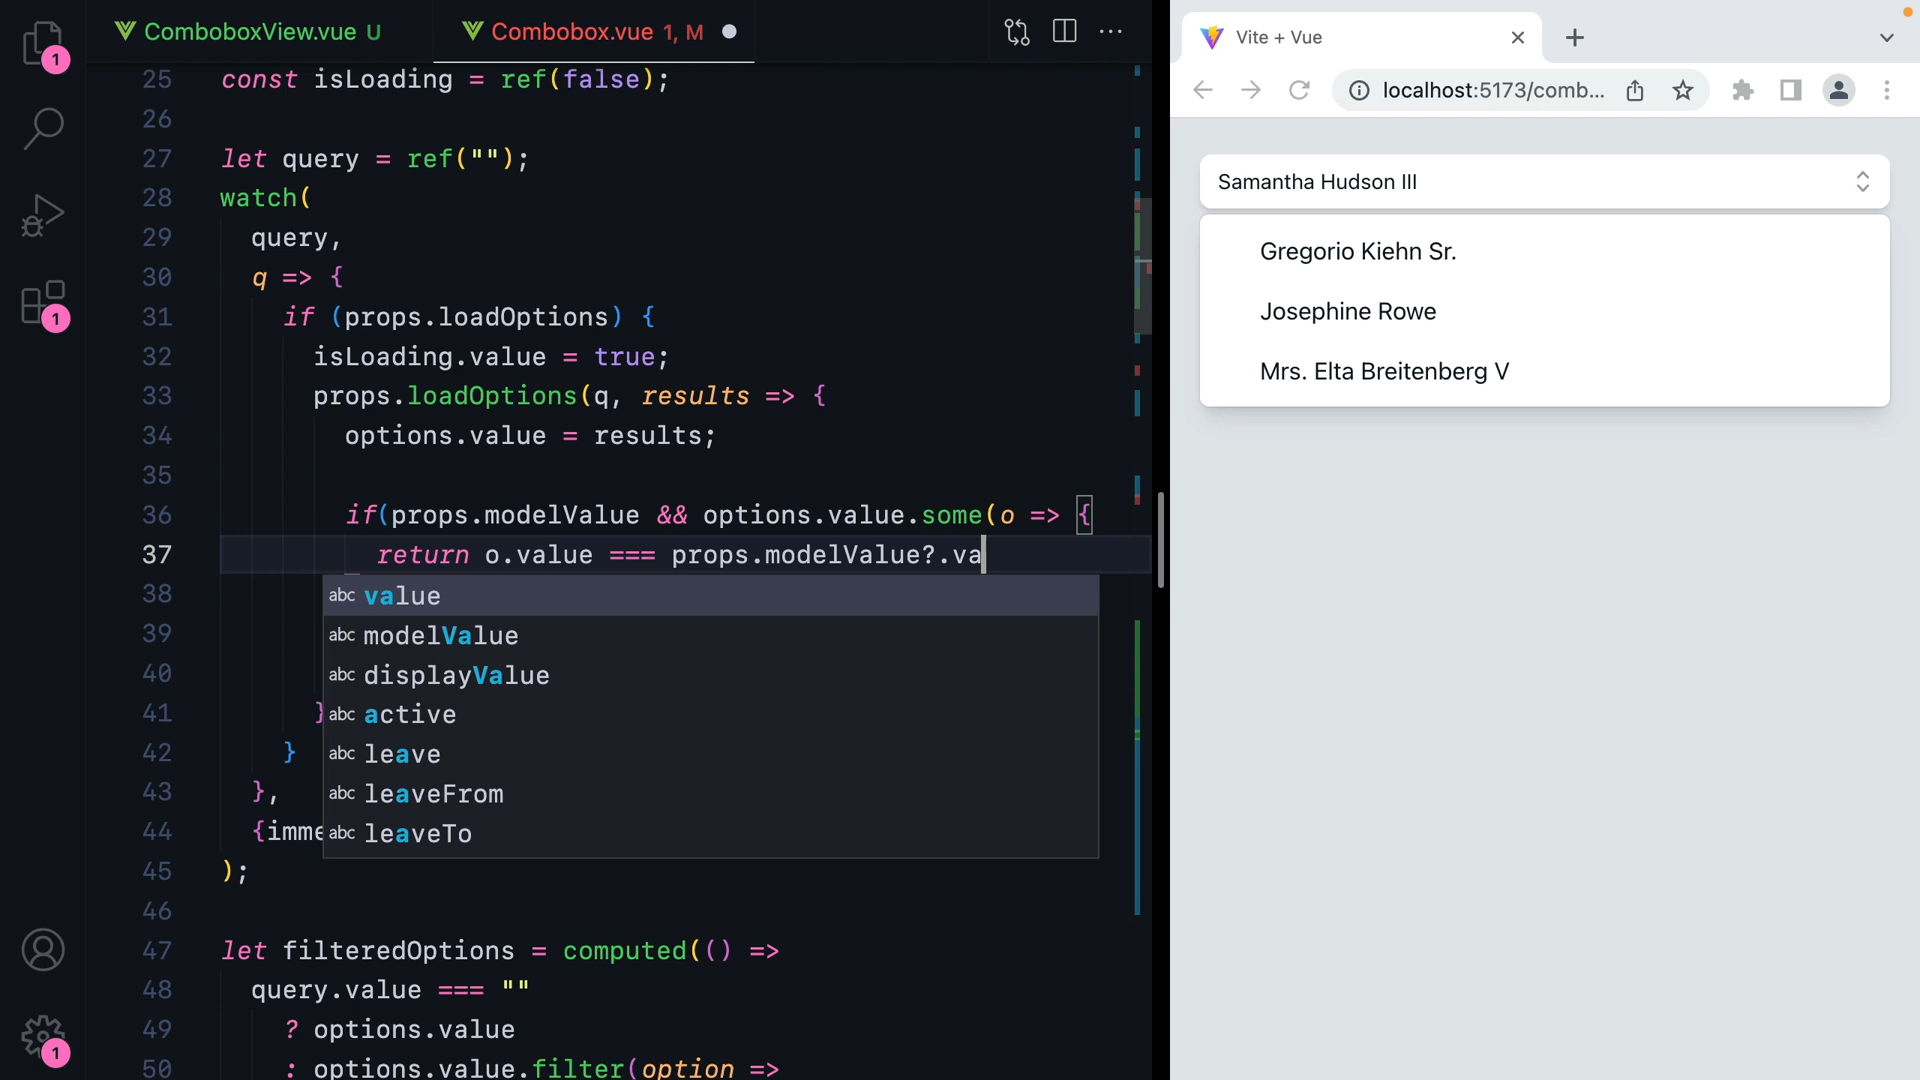 ComboboxView.vue U
Combobox.vue 1, M
25 const isLoading = ref(false);
26
27 let query = ref("");
28 watch(
29 query,
30 q => {
31 if (props.loadOptions) {
32 isLoading.value = true;
33 props.loadOptions(q, results => {
34 options.value = results;
35
36 if(props.modelValue && options.value.some(o => {
37 return o.value === props.modelValue?.va
38
39
40
41 }
42 }
43 },
44 {imme
45 );
46
47 let filteredOptions = computed(() =>
48 query.value === ""
49 ? options.value
50 : options.value.filter(option =>
abc value
abc modelValue
abc displayValue
abc active
abc leave
abc leaveFrom
abc leaveTo
1
1
1
Vite + Vue
localhost:5173/comb...
Samantha Hudson III
Gregorio Kiehn Sr.
Josephine Rowe
Mrs. Elta Breitenberg V